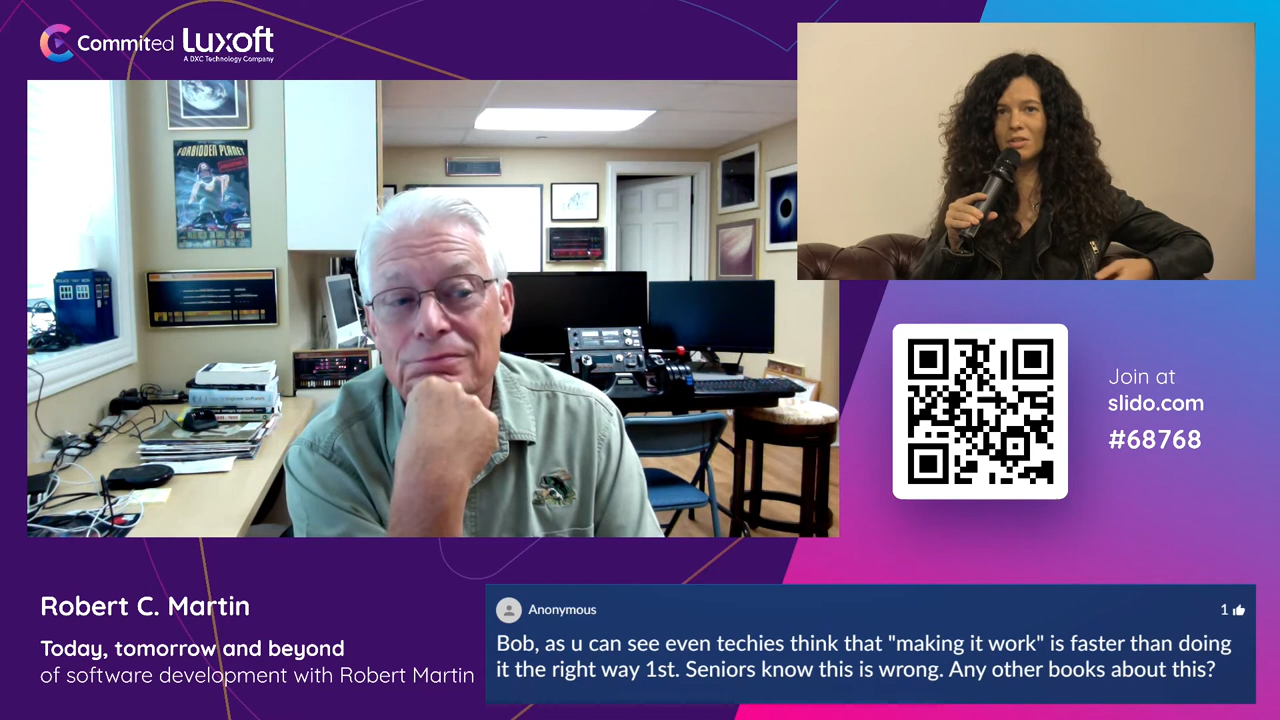 Commited Luxoft
A DXC Technology Company
FORBIDDEN PLANET
POLICE BOX
Join at
slido.com
#68768
Robert C. Martin
Today, tomorrow and beyond
of software development with Robert Martin
Anonymous
1
Bob, as u can see even techies think that "making it work" is faster than doing
it the right way 1st. Seniors know this is wrong. Any other books about this?